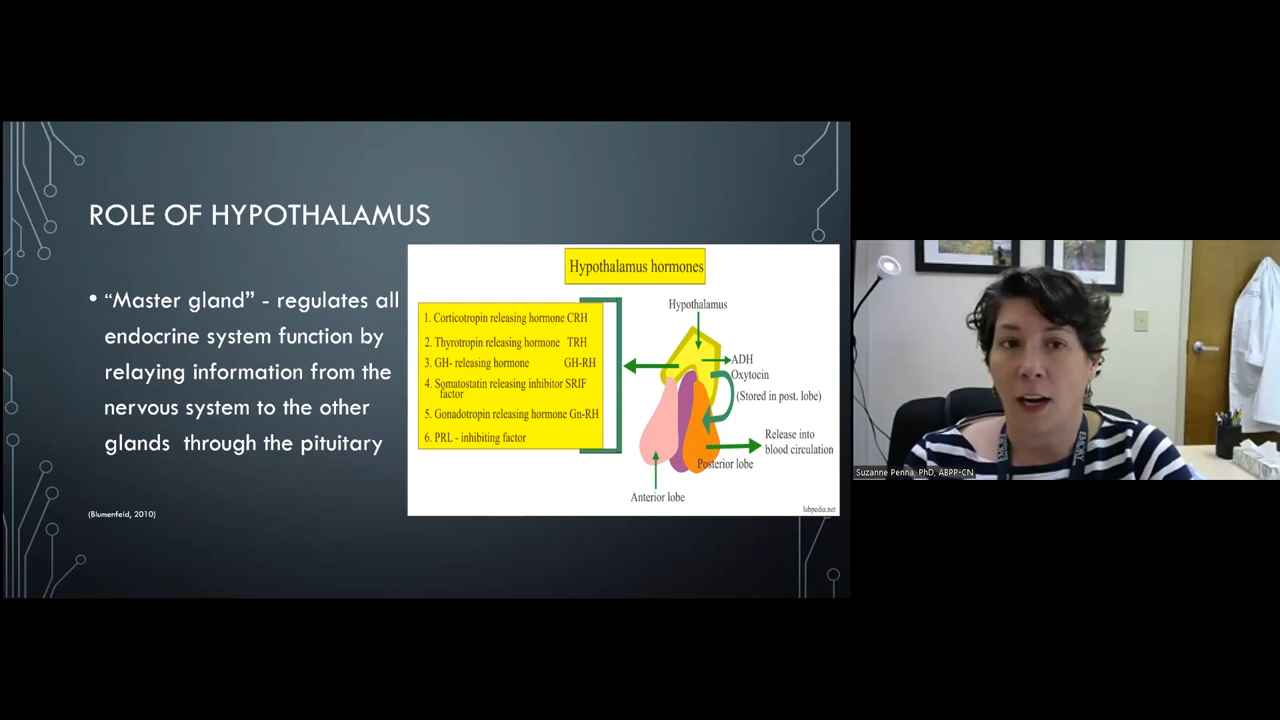 ROLE OF HYPOTHALAMUS
• “Master gland” - regulates all
endocrine system function by
relaying information from the
nervous system to the other
glands through the pituitary
(Blumenfeld, 2010)
Hypothalamus hormones
1. Corticotropin releasing hormone CRH
2. Thyrotropin releasing hormone TRH
3. GH- releasing hormone GH-RH
4. Somatostatin releasing inhibitor SRIF
factor
5. Gonadotropin releasing hormone Gn-RH
6. PRL - inhibiting factor
Hypothalamus
ADH
Oxytocin
(Stored in post. lobe)
Release into
blood circulation
Posterior lobe
Anterior lobe
labpedia.net
Suzanne Penna, PhD, ABPP-CN
EMORY